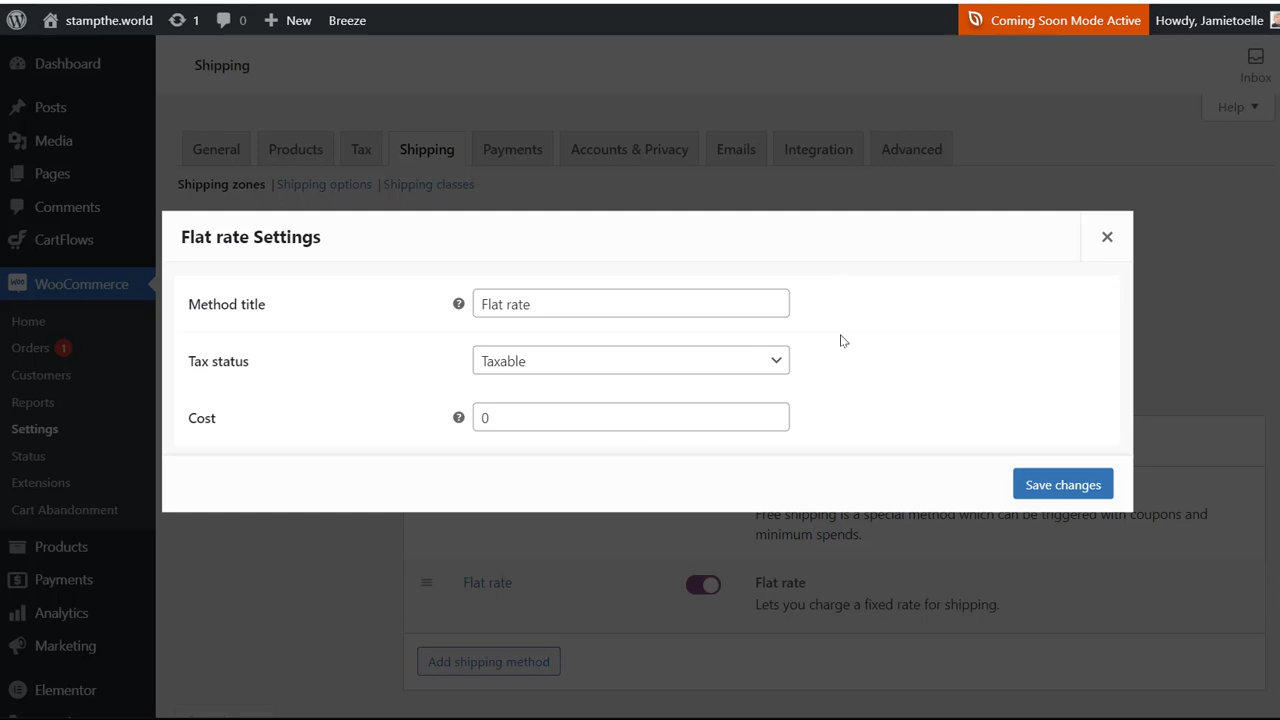 stampthe.world
1
0
New
Breeze
Coming Soon Mode Active
Howdy, Jamietoelle
Dashboard
Posts
Media
Pages
Comments
CartFlows
WooCommerce
Home
Orders 1
Customers
Reports
Settings
Status
Extensions
Cart Abandonment
Products
Payments
Analytics
Marketing
Elementor
Shipping
Inbox
Help
General
Products
Tax
Shipping
Payments
Accounts & Privacy
Emails
Integration
Advanced
Shipping zones | Shipping options | Shipping classes
Flat rate Settings
Method title
Flat rate
Tax status
Taxable
Cost
0
Save changes
Free shipping is a special method which can be triggered with coupons and
minimum spends.
Flat rate
Flat rate
Lets you charge a fixed rate for shipping.
Add shipping method